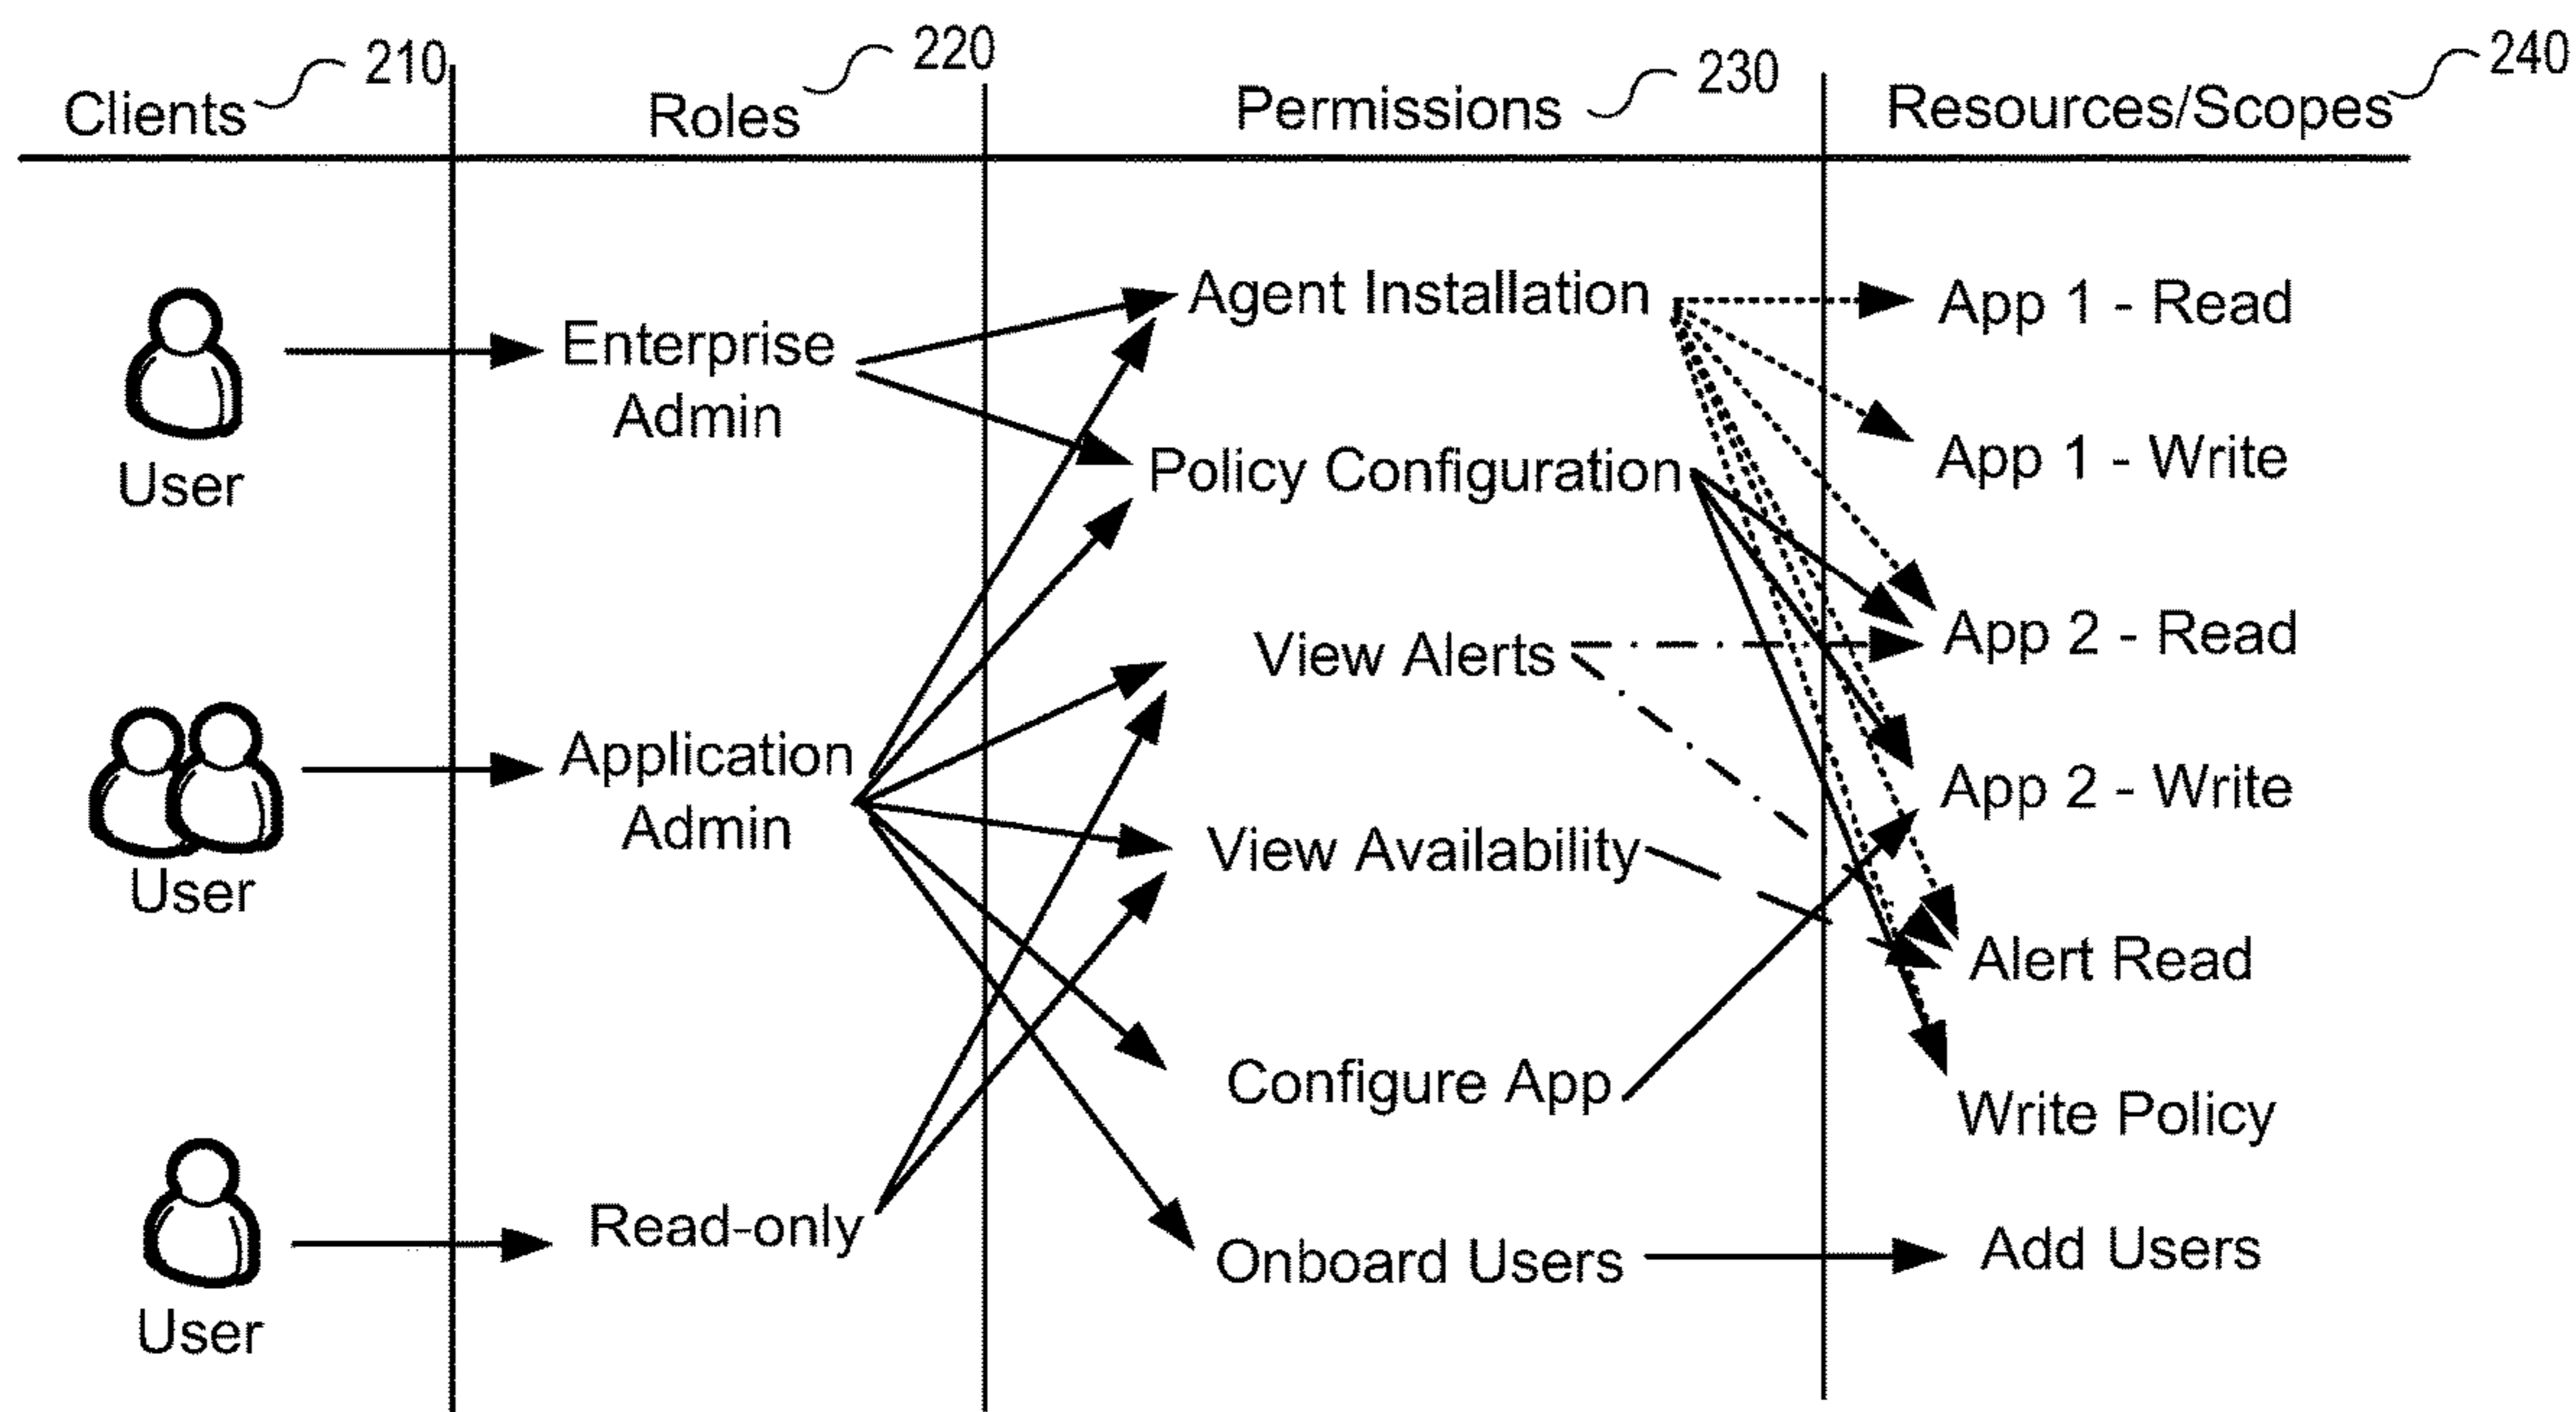 Clients 210
Roles 220
Permissions 230
Resources/Scopes 240
User
Enterprise
Admin
Agent Installation
Policy Configuration
App 1 - Read
App 1 - Write
User
Application
Admin
View Alerts
View Availability
App 2 - Read
App 2 - Write
Alert Read
User
Read-only
Configure App
Onboard Users
Write Policy
Add Users